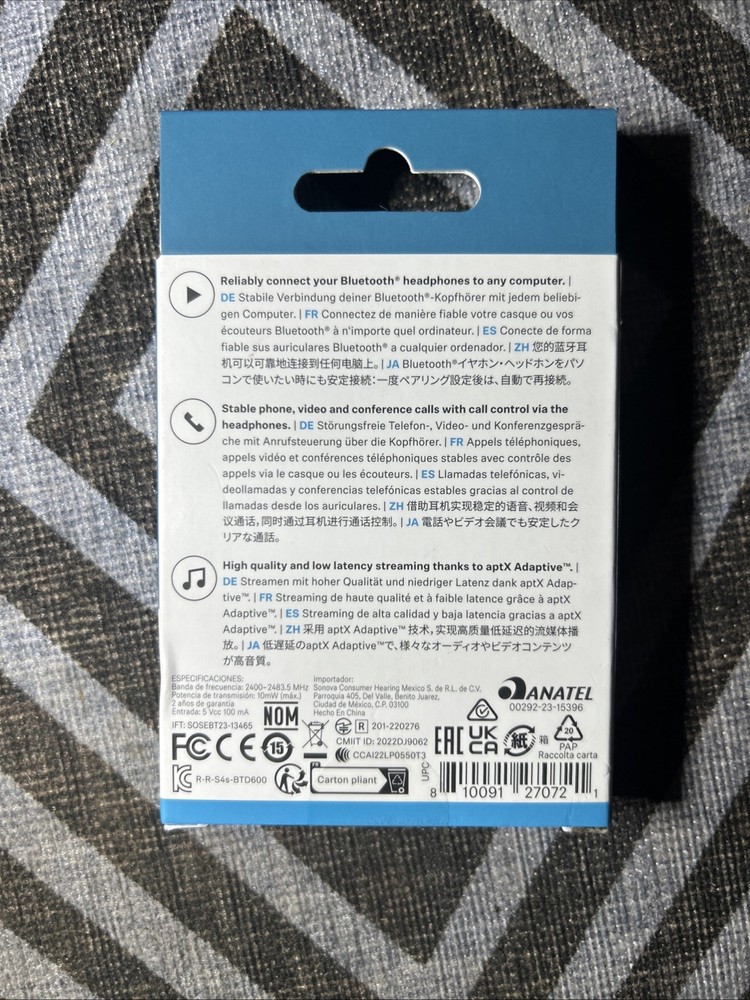 Reliably connect your Bluetooth® headphones to any computer. |
DE Stabile Verbindung deiner Bluetooth®-Kopfhörer mit jedem beliebi-
gen Computer. | FR Connectez de manière fiable votre casque ou vos
écouteurs Bluetooth® à n'importe quel ordinateur. | ES Conecte de forma
fiable sus auriculares Bluetooth® a cualquier ordenador. | ZH 您的蓝牙耳
机可以可靠地连接到任何电脑上。 | JA Bluetooth®イヤホン・ヘッドホンをパソ
コンで使いたい時にも安定接続：一度ペアリング設定後は、自動で再接続。
Stable phone, video and conference calls with call control via the
headphones. | DE Störungsfreie Telefon-, Video- und Konferenzgesprä-
che mit Anrufsteuerung über die Kopfhörer. | FR Appels téléphoniques,
appels vidéo et conférences téléphoniques stables avec contrôle des
appels via le casque ou les écouteurs. | ES Llamadas telefónicas, vi-
deollamadas y conferencias telefónicas estables gracias al control de
llamadas desde los auriculares. | ZH 借助耳机实现稳定的语音、视频和会
议通话，同时通过耳机进行通话控制。 | JA 電話やビデオ会議でも安定したク
リアな通話。
High quality and low latency streaming thanks to aptX Adaptive™. |
DE Streamen mit hoher Qualität und niedriger Latenz dank aptX Adap-
tive™. | FR Streaming de haute qualité et à faible latence grâce à aptX
Adaptive™. | ES Streaming de alta calidad y baja latencia gracias a aptX
Adaptive™. | ZH 采用 aptX Adaptive™ 技术，实现高质量低延迟的流媒体播
放。 | JA 低遅延のaptX Adaptive™で、様々なオーディオやビデオコンテンツ
が高音質。
ESPECIFICACIONES:
Banda de frecuencia: 2400–2483.5 MHz
Potencia de transmisión: 10mW (máx.)
2 años de garantía
Entrada: 5 Vcc 100 mA
IFT: SOSEBT23-13465
NOM
Importador:
Sonova Consumer Hearing Mexico S. de R.L. de C.V.
Parroquia 405, Del Valle, Benito Juarez,
Ciudad de México, C.P. 03100
Hecho En China
R 201-220276
CMIIT ID: 2022DJ9062
CCAI22LP0550T3
ANATEL
00292-23-15396
FC CE 15
EAC UK CA 紙 箱
20
PAP
Raccolta carta
R-R-S4s-BTD600
FR
Carton pliant
UPC
8 10091 27072 1